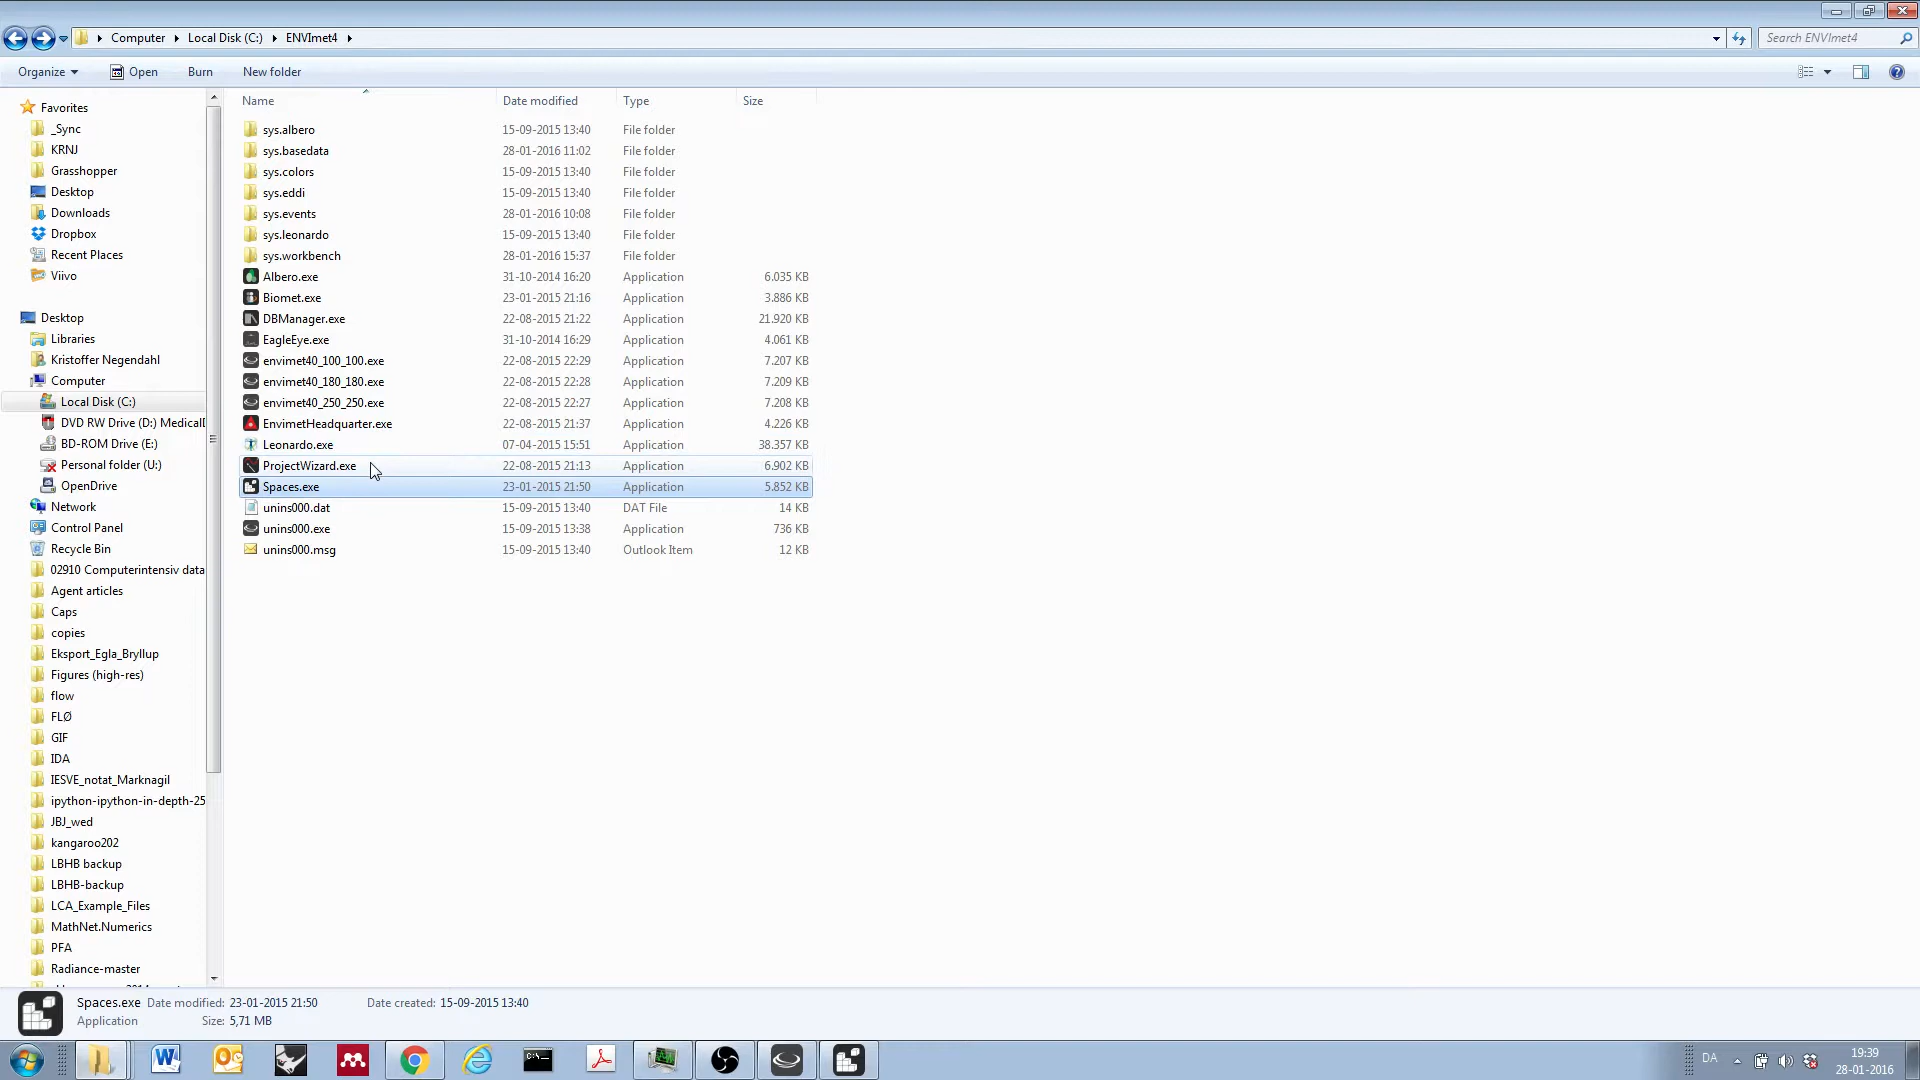 Computer
Local Disk (C:)
ENVImet4
Search ENVImet4
Organize
Open
Burn
New folder
Favorites
_Sync
KRNJ
Grasshopper
Desktop
Downloads
Dropbox
Recent Places
Viivo
Desktop
Libraries
Kristoffer Negendahl
Computer
Local Disk (C:)
DVD RW Drive (D:) Medical
BD-ROM Drive (E:)
Personal folder (U:)
OpenDrive
Network
Control Panel
Recycle Bin
02910 Computerintensiv data
Agent articles
Caps
copies
Eksport_Egla_Bryllup
Figures (high-res)
flow
FLØ
GIF
IDA
IESVE_notat_Marknagil
ipython-ipython-in-depth-25
JBJ_wed
kangaroo202
LBHB backup
LBHB-backup
LCA_Example_Files
MathNet.Numerics
PFA
Radiance-master
Name Date modified Type Size
sys.albero 15-09-2015 13:40 File folder
sys.basedata 28-01-2016 11:02 File folder
sys.colors 15-09-2015 13:40 File folder
sys.eddi 15-09-2015 13:40 File folder
sys.events 28-01-2016 10:08 File folder
sys.leonardo 15-09-2015 13:40 File folder
sys.workbench 28-01-2016 15:37 File folder
Albero.exe 31-10-2014 16:20 Application 6.035 KB
Biomet.exe 23-01-2015 21:16 Application 3.886 KB
DBManager.exe 22-08-2015 21:22 Application 21.920 KB
EagleEye.exe 31-10-2014 16:29 Application 4.061 KB
envimet40_100_100.exe 22-08-2015 22:29 Application 7.207 KB
envimet40_180_180.exe 22-08-2015 22:28 Application 7.209 KB
envimet40_250_250.exe 22-08-2015 22:27 Application 7.208 KB
EnvimetHeadquarter.exe 22-08-2015 21:37 Application 4.226 KB
Leonardo.exe 07-04-2015 15:51 Application 38.357 KB
ProjectWizard.exe 22-08-2015 21:13 Application 6.902 KB
Spaces.exe 23-01-2015 21:50 Application 5.852 KB
unins000.dat 15-09-2015 13:40 DAT File 14 KB
unins000.exe 15-09-2015 13:38 Application 736 KB
unins000.msg 15-09-2015 13:40 Outlook Item 12 KB
Spaces.exe Date modified: 23-01-2015 21:50 Date created: 15-09-2015 13:40
Application Size: 5,71 MB
DA
19:39
28-01-2016